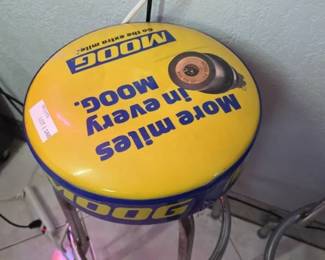 MOOG
Go the extra mile.
More miles
in every
MOOG.
MOOG